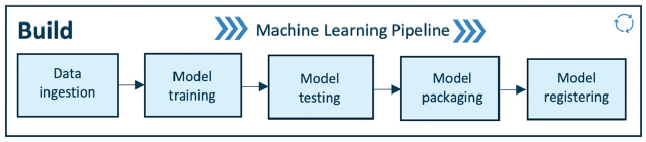 Build
Machine Learning Pipeline
Data
ingestion
Model
training
Model
testing
Model
packaging
Model
registering